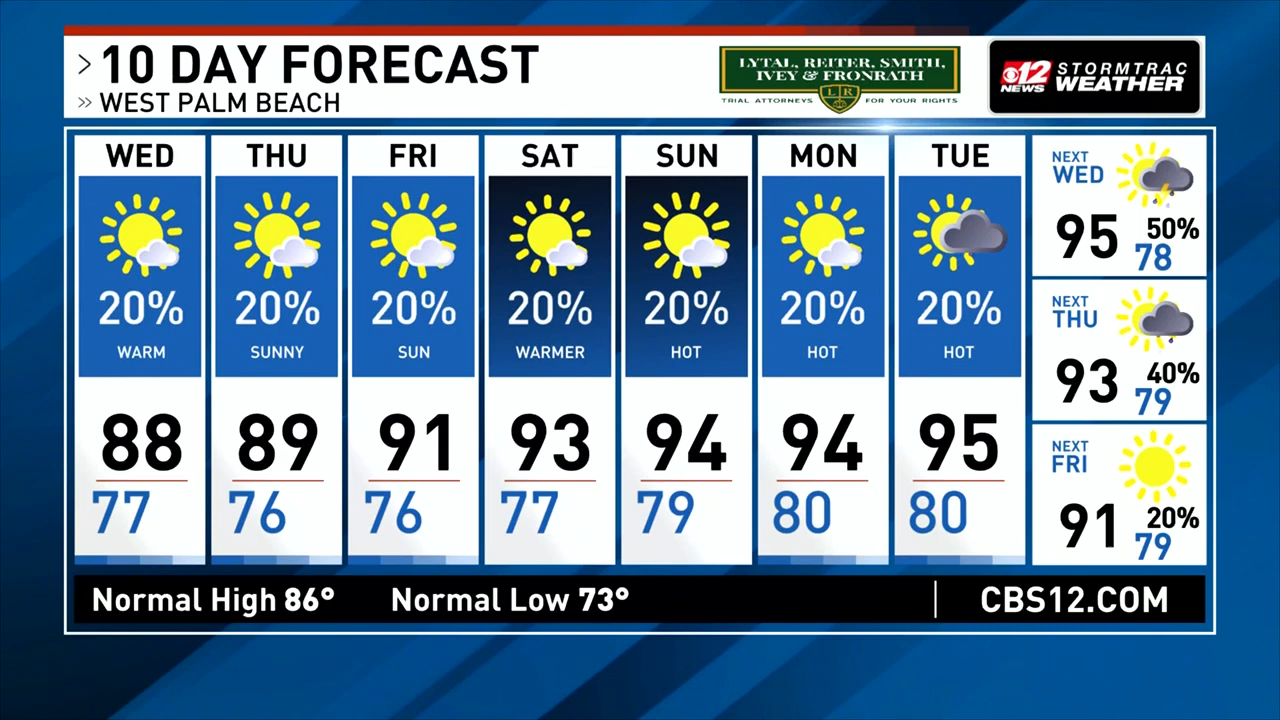 > 10 DAY FORECAST
» WEST PALM BEACH
LYTAL, REITER, SMITH,
IVEY & FRONRATH
L R
TRIAL ATTORNEYS FOR YOUR RIGHTS
12
NEWS
STORMTRAC
WEATHER
WED
20%
WARM
88
77
THU
20%
SUNNY
89
76
FRI
20%
SUN
91
76
SAT
20%
WARMER
93
77
SUN
20%
HOT
94
79
MON
20%
HOT
94
80
TUE
20%
HOT
95
80
NEXT
WED
95
50%
78
NEXT
THU
93
40%
79
NEXT
FRI
91
20%
79
Normal High 86° Normal Low 73°
CBS12.COM